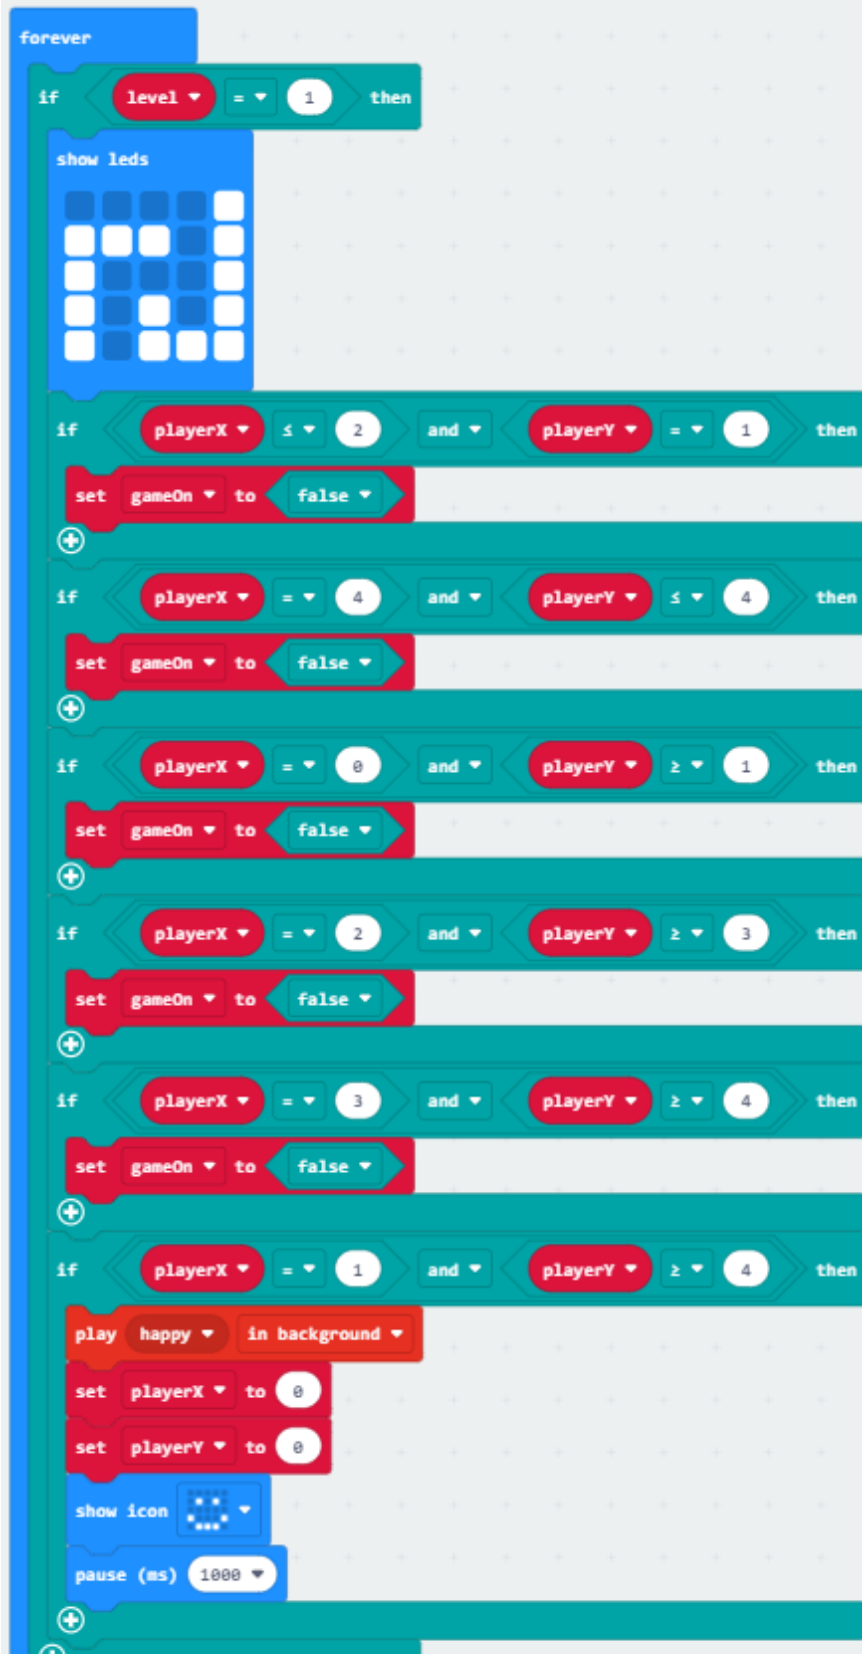 forever
if level = 1 then
show leds
if playerX ≤ 2 and playerY = 1 then
set gameOn to false
if playerX = 4 and playerY ≤ 4 then
set gameOn to false
if playerX = 0 and playerY ≥ 1 then
set gameOn to false
if playerX = 2 and playerY ≥ 3 then
set gameOn to false
if playerX = 3 and playerY ≥ 4 then
set gameOn to false
if playerX = 1 and playerY ≥ 4 then
play happy in background
set playerX to 0
set playerY to 0
show icon
pause (ms) 1000